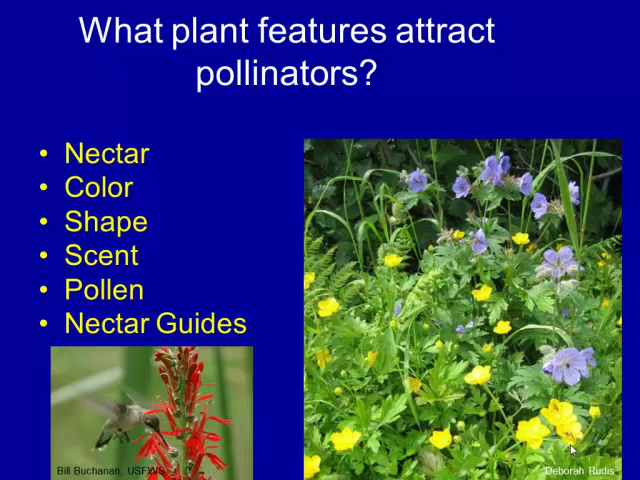 What plant features attract
pollinators?
• Nectar
• Color
• Shape
• Scent
• Pollen
• Nectar Guides
Bill Buchanan, USFWS
Deborah Rudis